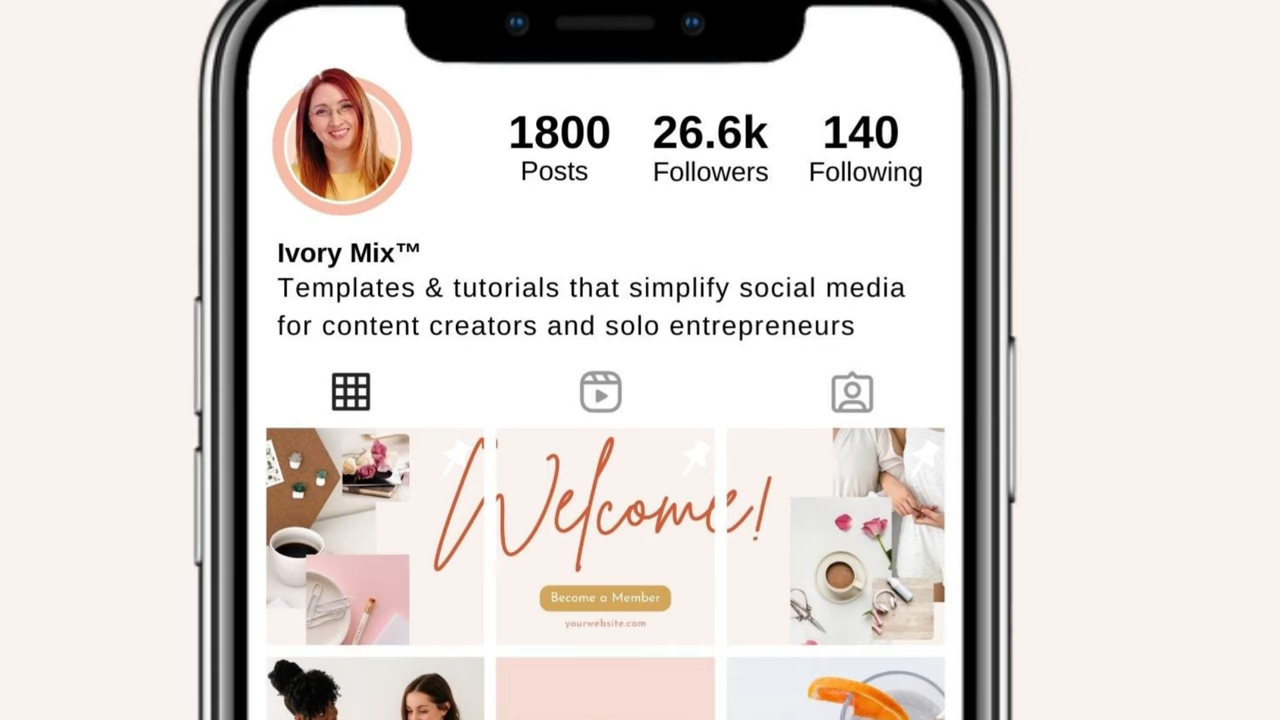 1800 26.6k 140
Posts Followers Following
Ivory Mix™
Templates & tutorials that simplify social media
for content creators and solo entrepreneurs
Welcome!
Become a Member
yourwebsite.com